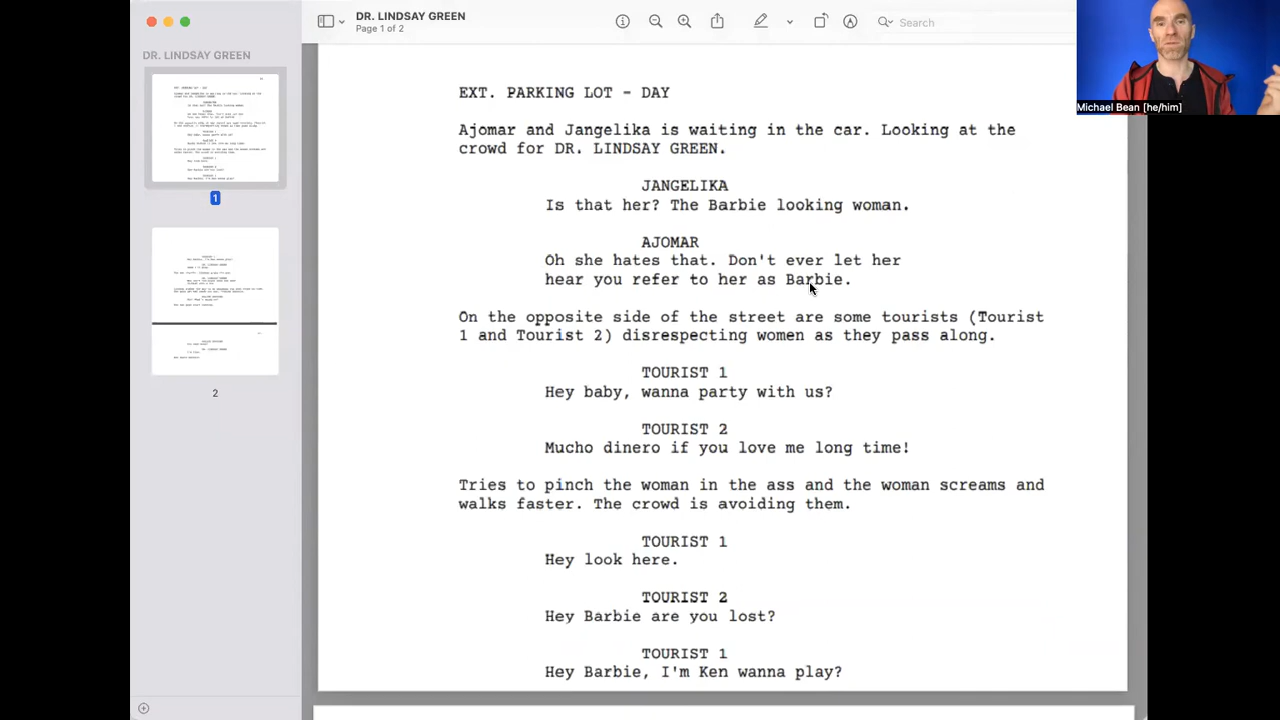 DR. LINDSAY GREEN
Page 1 of 2
Search
DR. LINDSAY GREEN
1
2
Michael Bean [he/him]
EXT. PARKING LOT - DAY
Ajomar and Jangelika is waiting in the car. Looking at the
crowd for DR. LINDSAY GREEN.
JANGELIKA
Is that her? The Barbie looking woman.
AJOMAR
Oh she hates that. Don't ever let her
hear you refer to her as Barbie.
On the opposite side of the street are some tourists (Tourist
1 and Tourist 2) disrespecting women as they pass along.
TOURIST 1
Hey baby, wanna party with us?
TOURIST 2
Mucho dinero if you love me long time!
Tries to pinch the woman in the ass and the woman screams and
walks faster. The crowd is avoiding them.
TOURIST 1
Hey look here.
TOURIST 2
Hey Barbie are you lost?
TOURIST 1
Hey Barbie, I'm Ken wanna play?